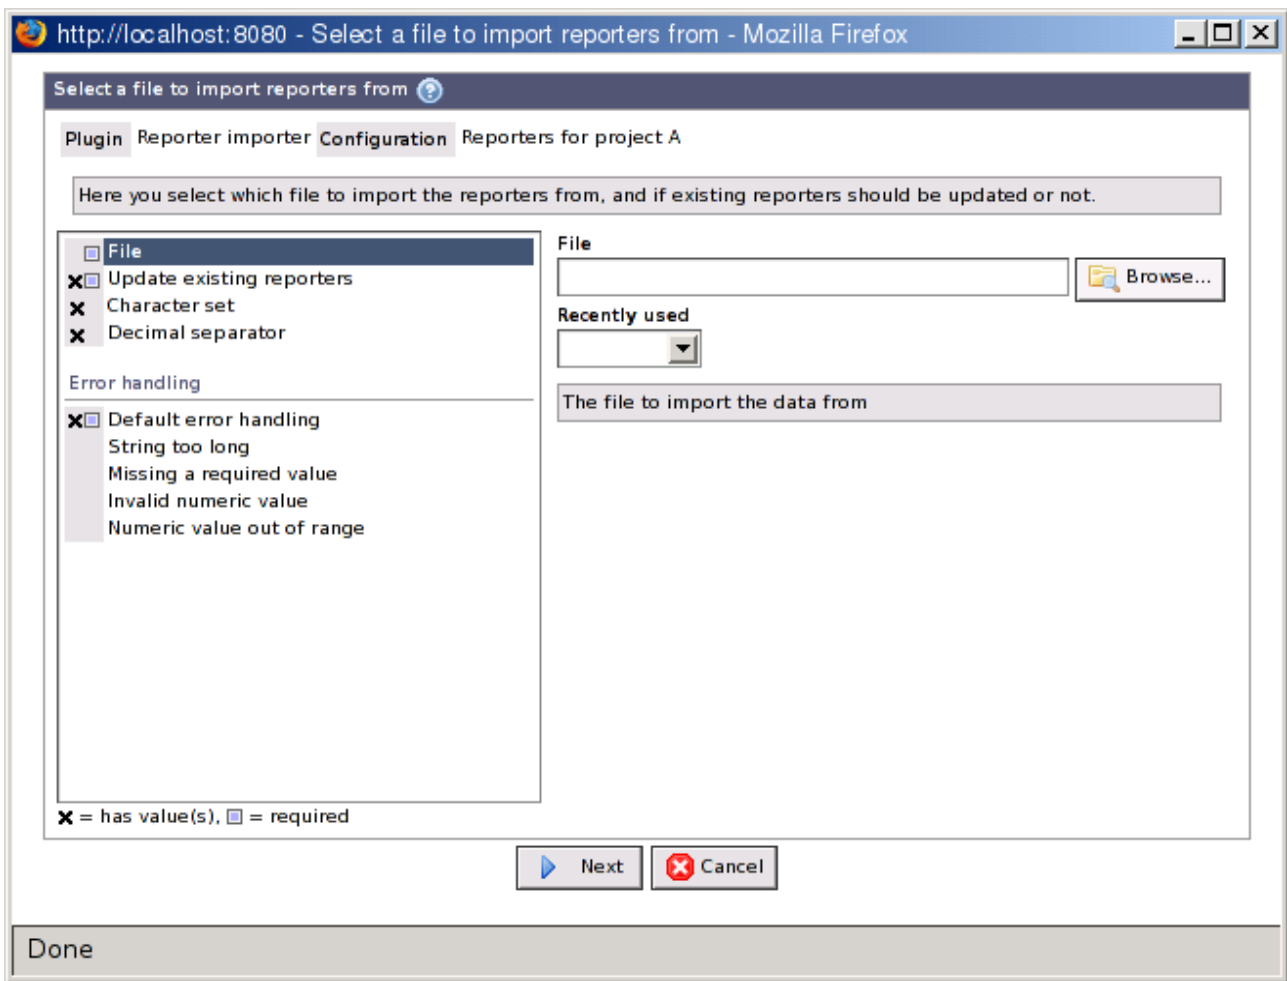 http://localhost:8080 - Select a file to import reporters from - Mozilla Firefox
Select a file to import reporters from ?
Plugin Reporter importer Configuration Reporters for project A
Here you select which file to import the reporters from, and if existing reporters should be updated or not.
File
Update existing reporters
Character set
Decimal separator
Error handling
Default error handling
String too long
Missing a required value
Invalid numeric value
Numeric value out of range
File
Browse...
Recently used
The file to import the data from
x = has value(s), = required
Next Cancel
Done